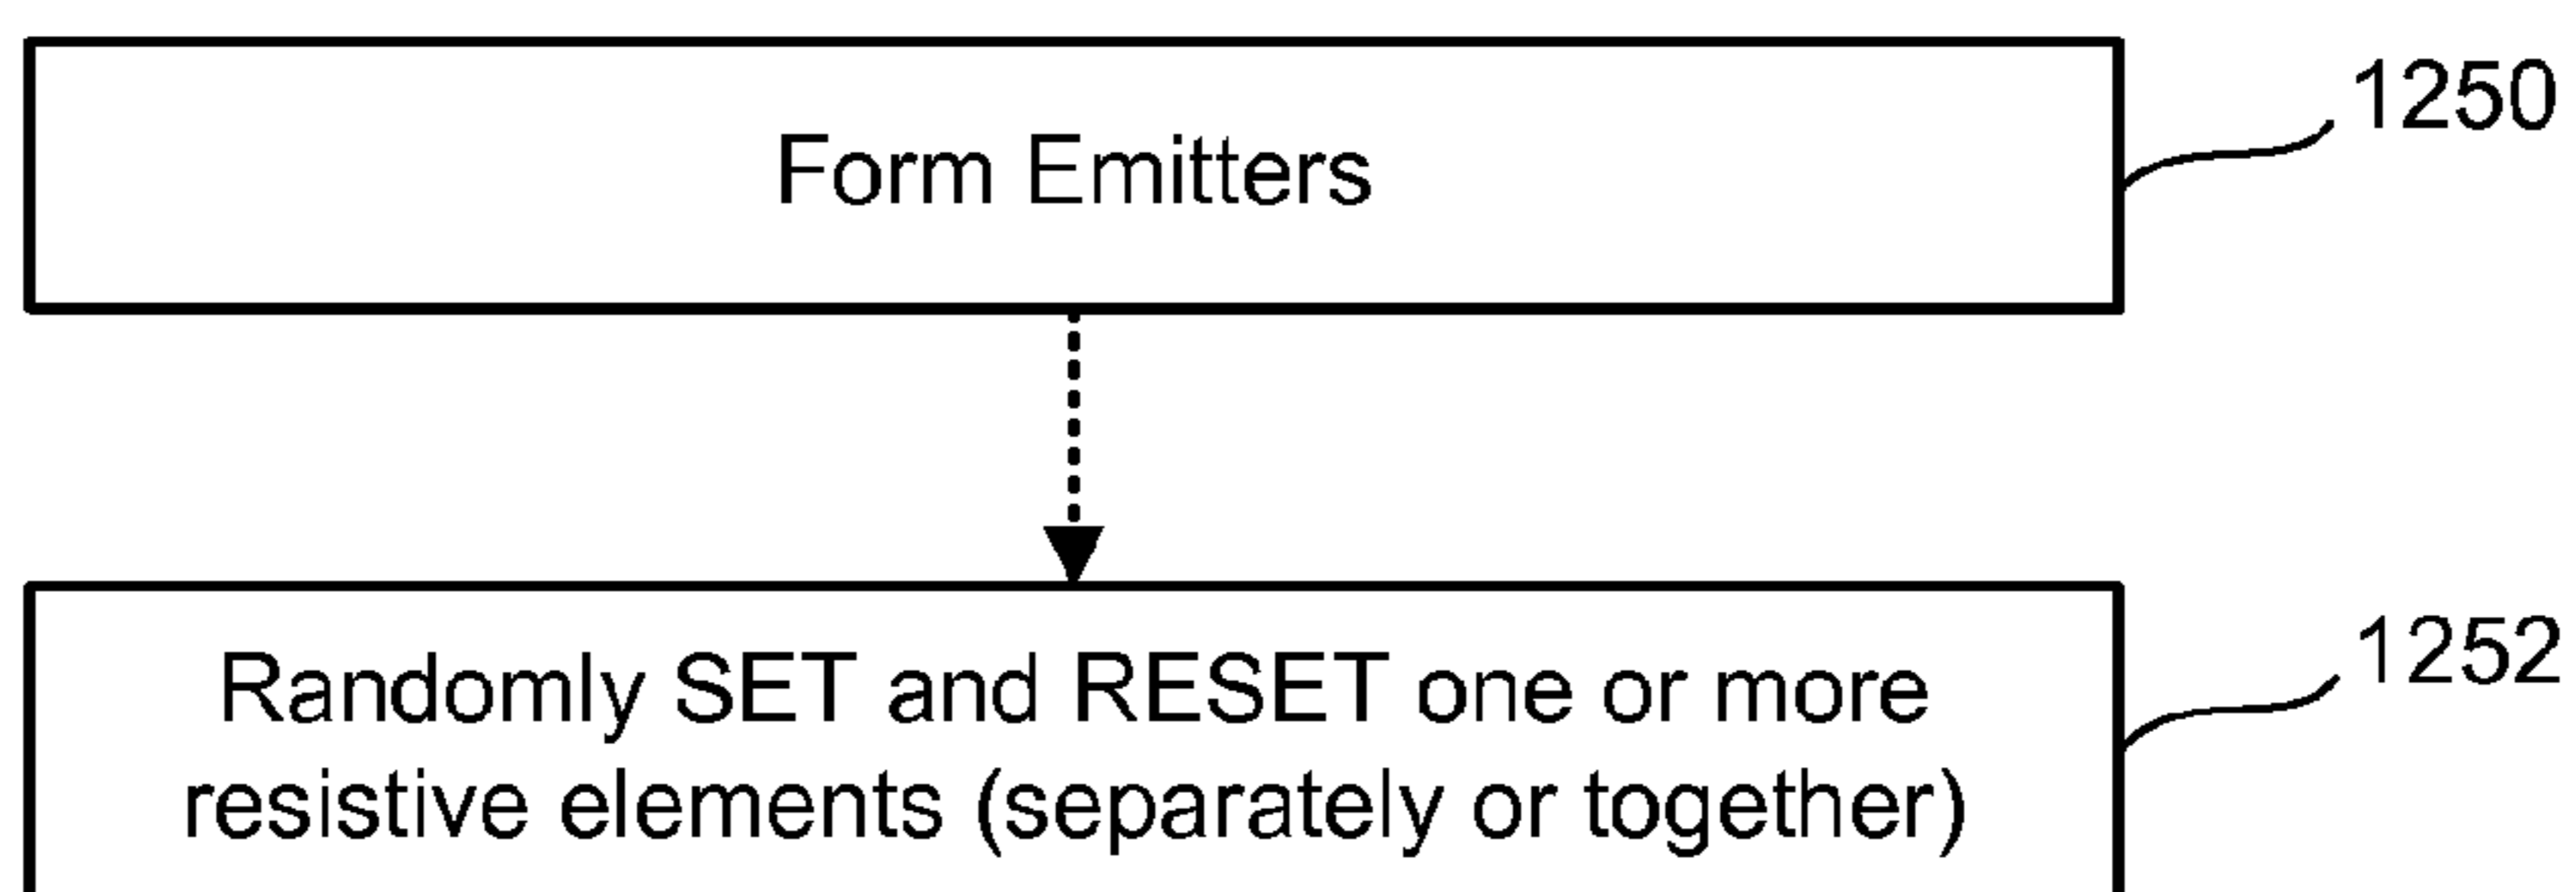 Form Emitters
1250
Randomly SET and RESET one or more
resistive elements (separately or together)
1252